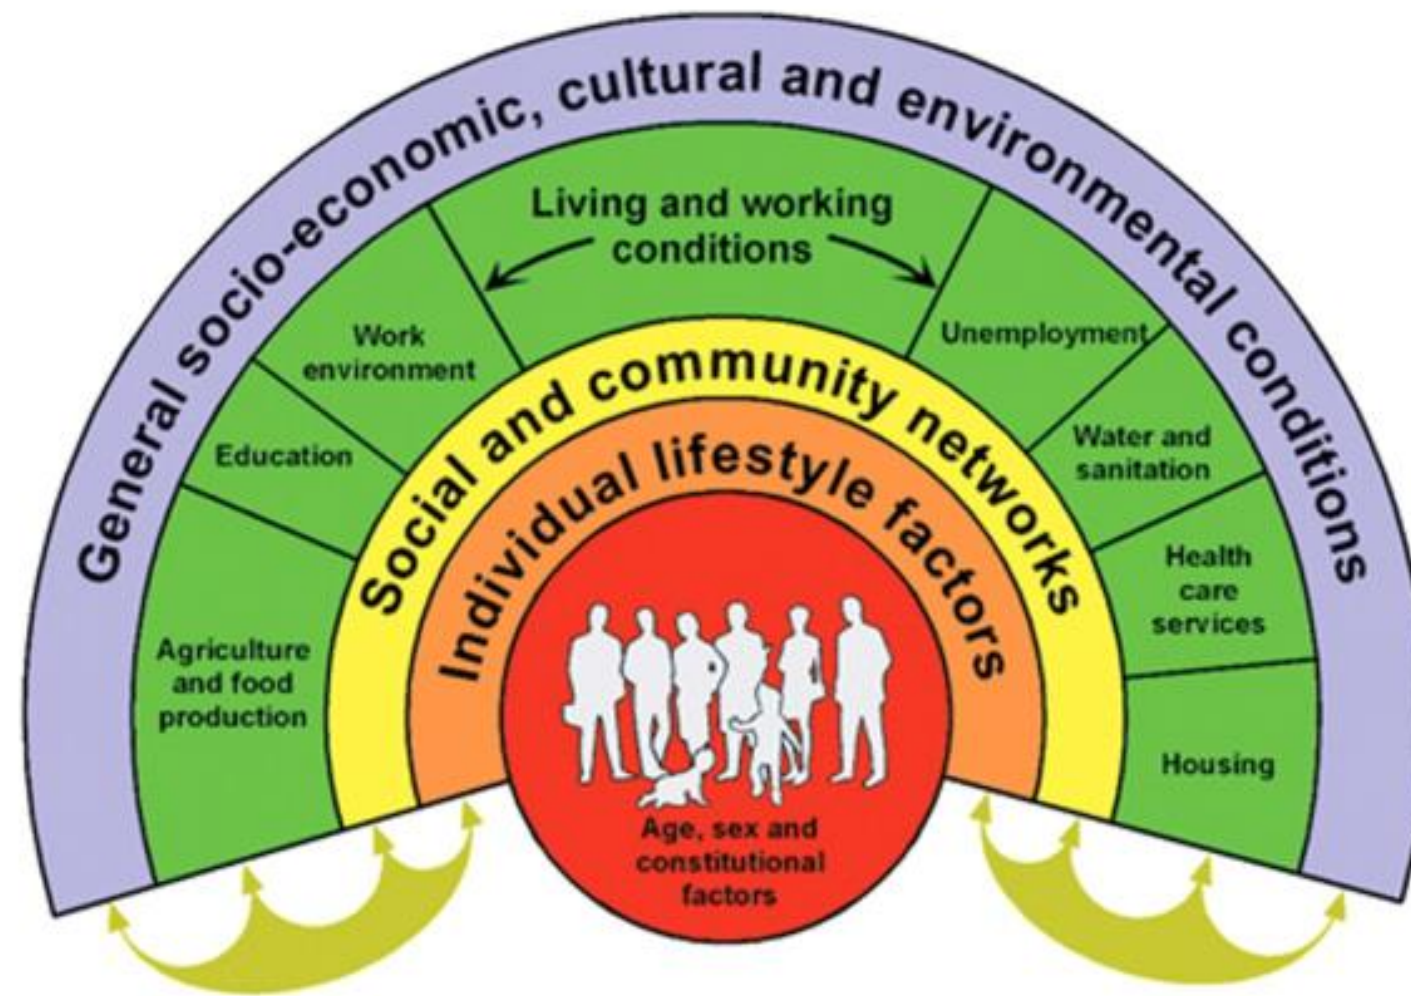 General socio-economic, cultural and environmental conditions
Living and working
conditions
Work
environment
Unemployment
Education
Water and
sanitation
Agriculture
and food
production
Health
care
services
Housing
Social and community networks
Individual lifestyle factors
Age, sex and
constitutional
factors